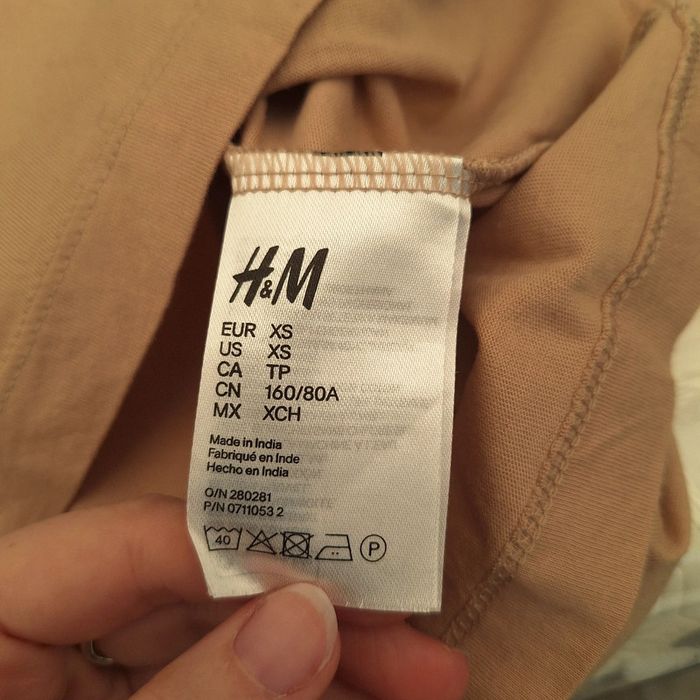 H&M
EUR XS
US XS
CA TP
CN 160/80A
MX XCH
Made in India
Fabriqué en Inde
Hecho en India
O/N 280281
P/N 0711053 2
40
P